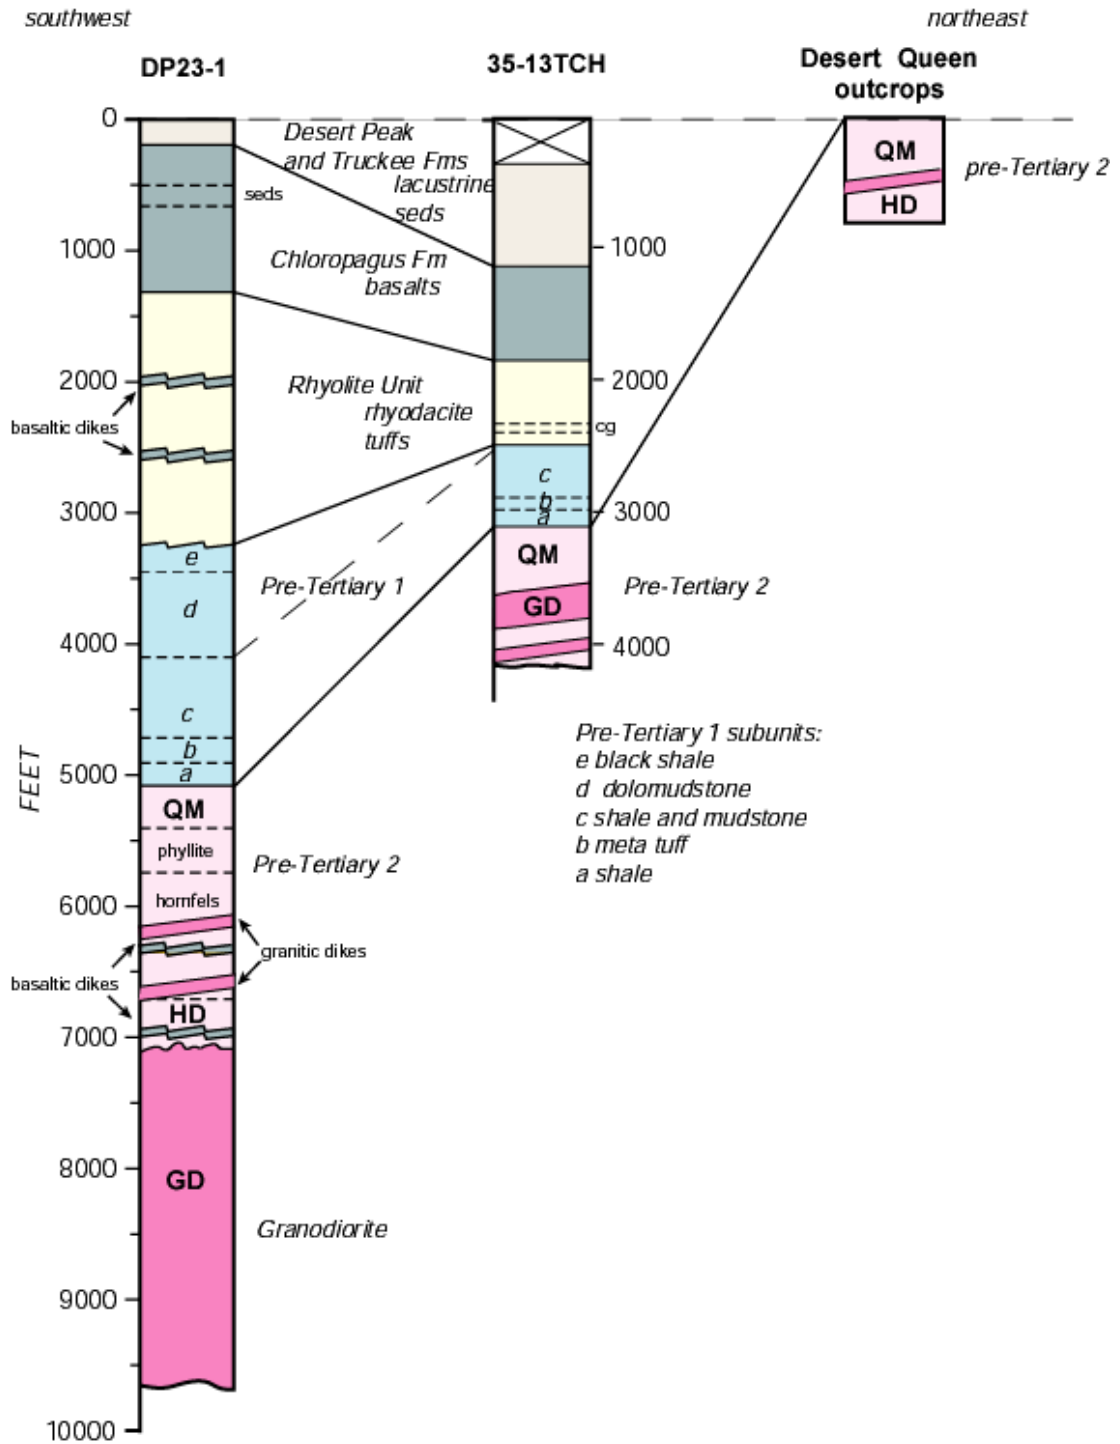 southwest
northeast
DP23-1
35-13TCH
Desert Queen
outcrops
0
Desert Peak
and Truckee Fms
lacustrine
seds
seds
QM
HD
pre-Tertiary 2
1000
1000
Chloropagus Fm
basalts
2000
2000
basaltic dikes
Rhyolite Unit
rhyodacite
tuffs
cg
3000
c
b
a
3000
e
d
Pre-Tertiary 1
QM
GD
Pre-Tertiary 2
4000
4000
c
b
a
FEET
5000
Pre-Tertiary 1 subunits:
e black shale
d dolomudstone
c shale and mudstone
b meta tuff
a shale
QM
phyllite
hornfels
Pre-Tertiary 2
6000
granitic dikes
basaltic dikes
HD
7000
8000
GD
Granodiorite
9000
10000